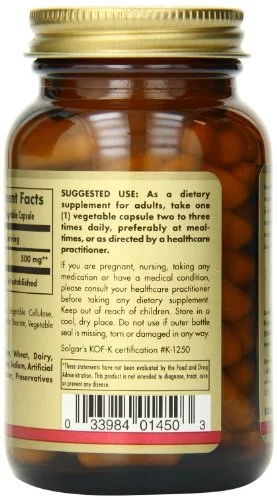 ment Facts
getable Capsule
erving
500 mg**
t established
SUGGESTED USE: As a dietary
supplement for adults, take one
(1) vegetable capsule two to three
times daily, preferably at meal-
times, or as directed by a healthcare
practitioner.
If you are pregnant, nursing, taking any
medication or have a medical condition,
please consult your healthcare practitioner
before taking any dietary supplement.
Keep out of reach of children. Store in a
cool, dry place. Do not use if outer bottle
seal is missing, torn or damaged in any way.
Solgar's KOF-K certification #K-1250
*These statements have not been evaluated by the Food and Drug
Administration. This product is not intended to diagnose, treat, cure
or prevent any disease.
getable Cellulose,
Stearate, Vegetable
Wheat, Dairy,
Sodium, Artificial
Preservatives
0 33984 01450 3